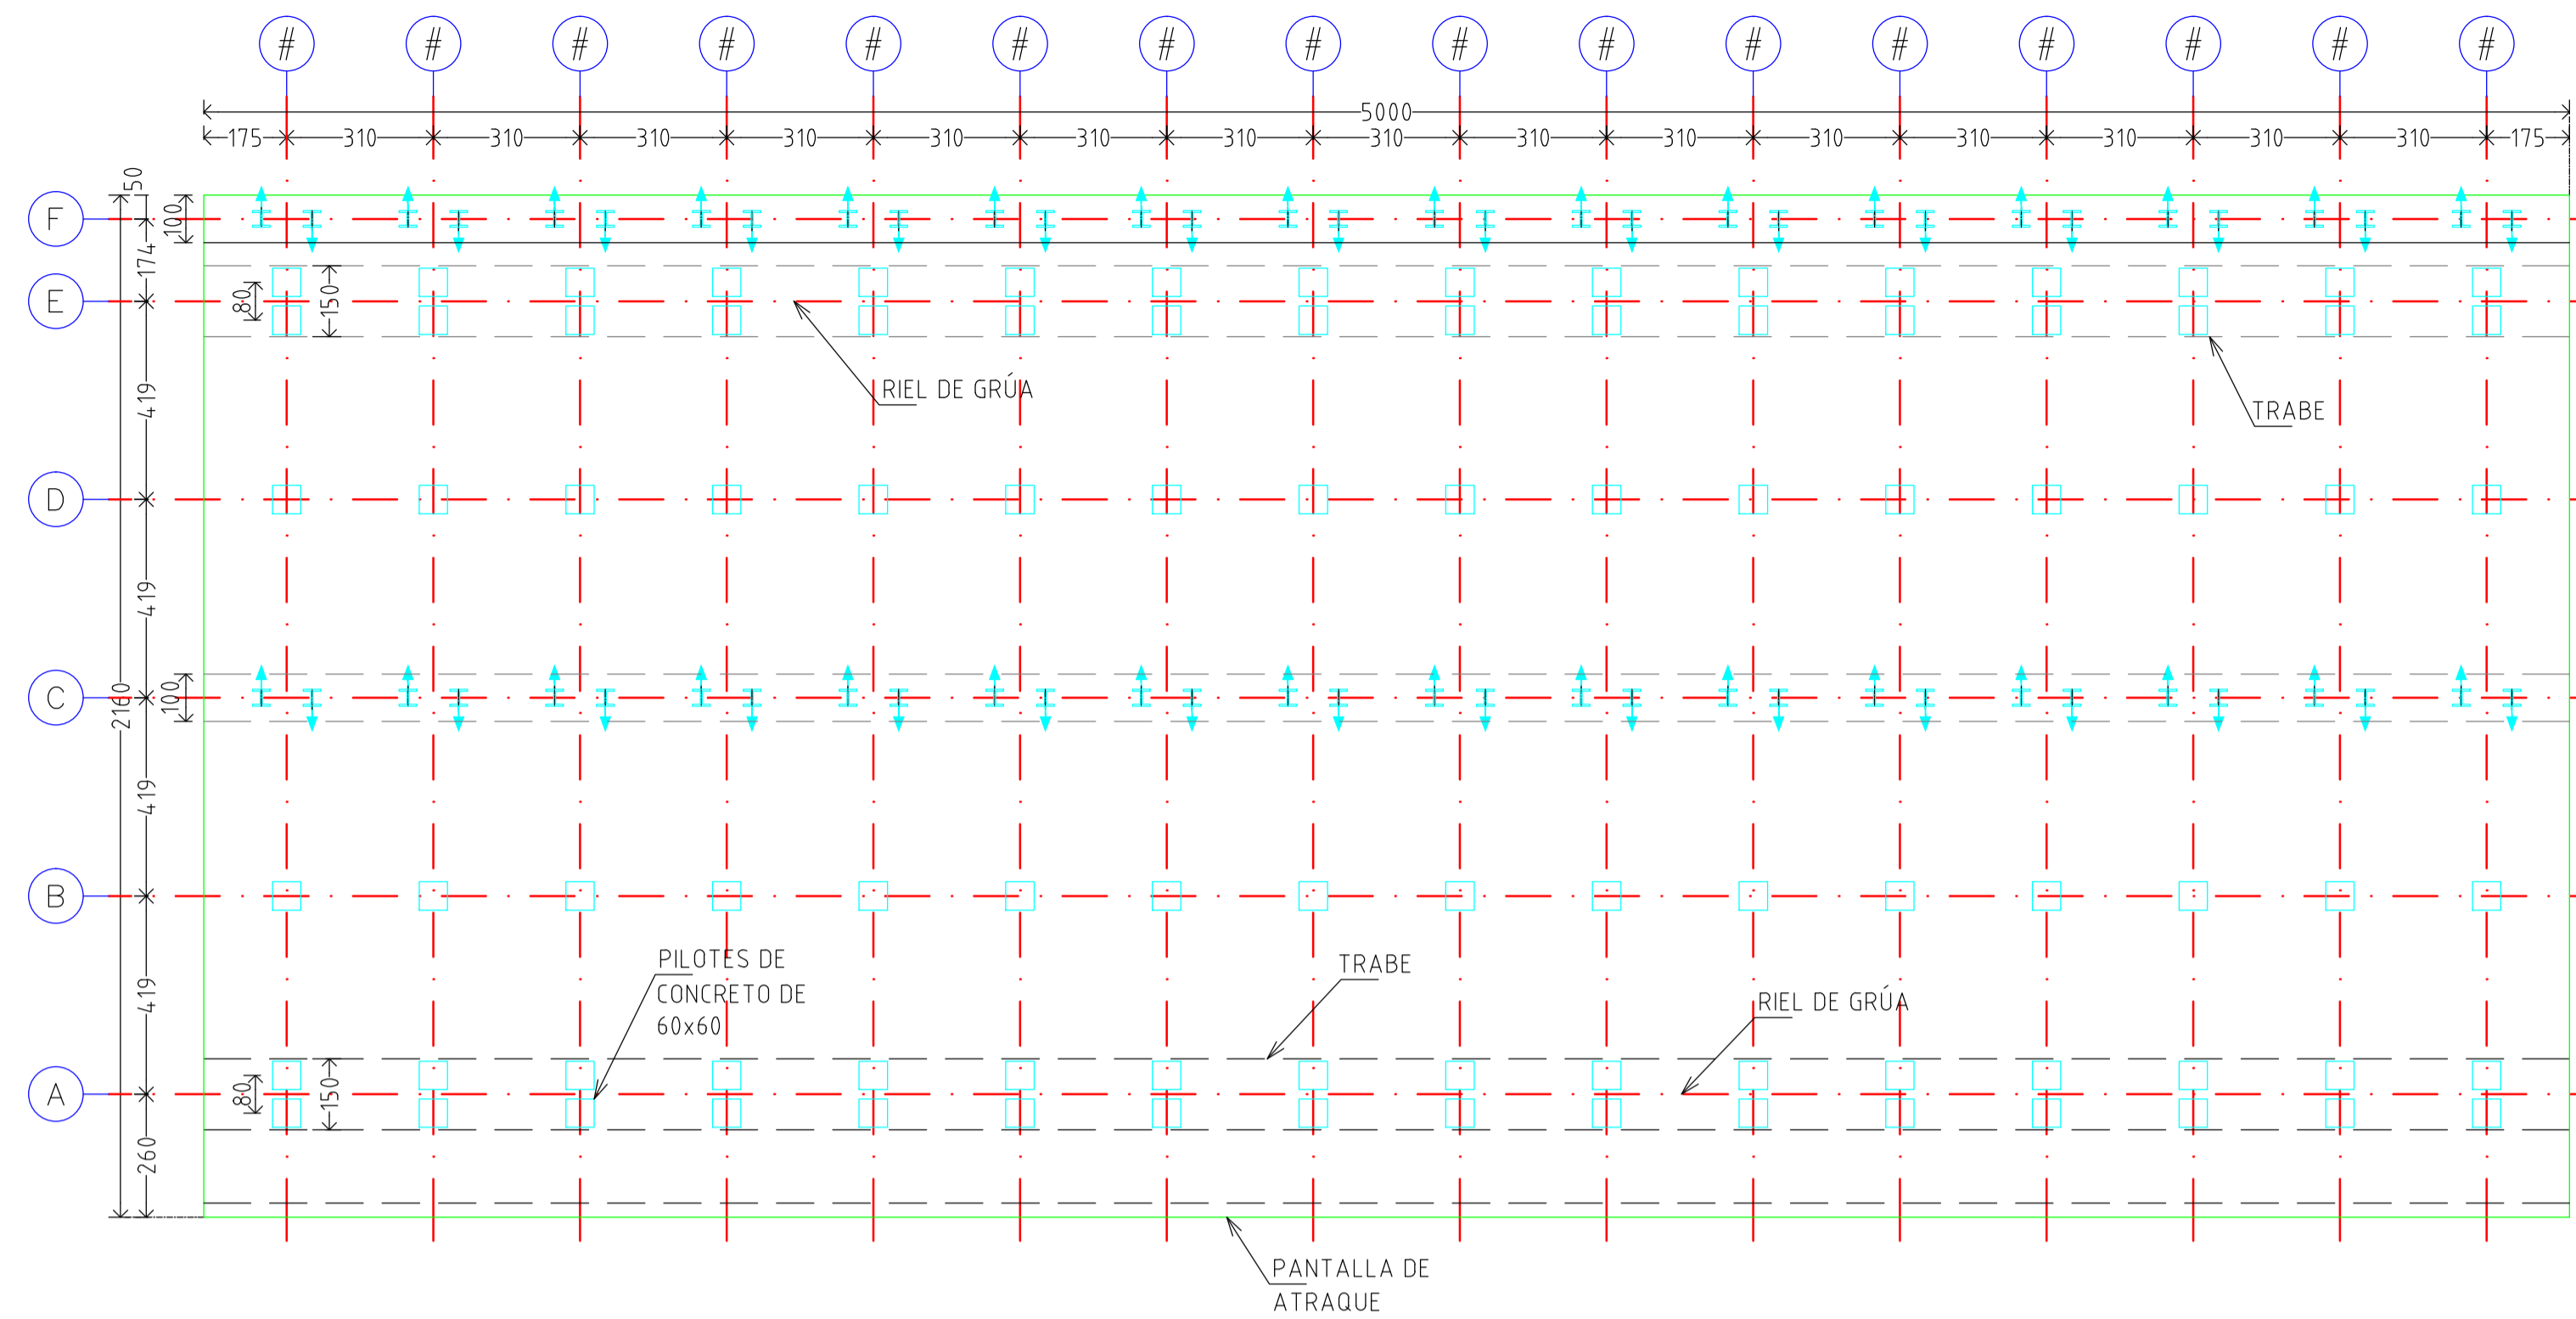 # # # # # # # # # # # # # # # #
5000
175 310 310 310 310 310 310 310 310 310 310 310 310 310 310 310 175
50
F
100
174
E
80
150
419
RIEL DE GRÚA
TRABE
D
419
C
2160
100
419
B
419
PILOTES DE
CONCRETO DE
60x60
TRABE
RIEL DE GRÚA
A
80
150
260
PANTALLA DE
ATRAQUE